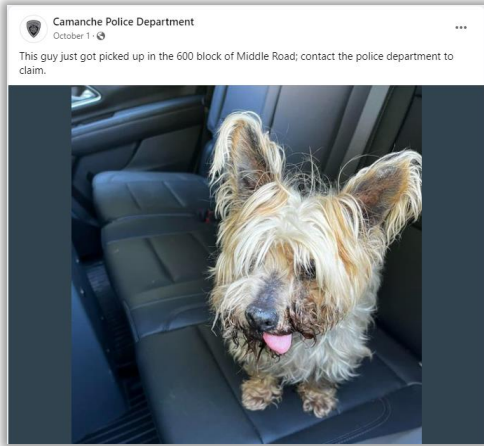 Camanche Police Department
October 1 ·
This guy just got picked up in the 600 block of Middle Road; contact the police department to
claim.